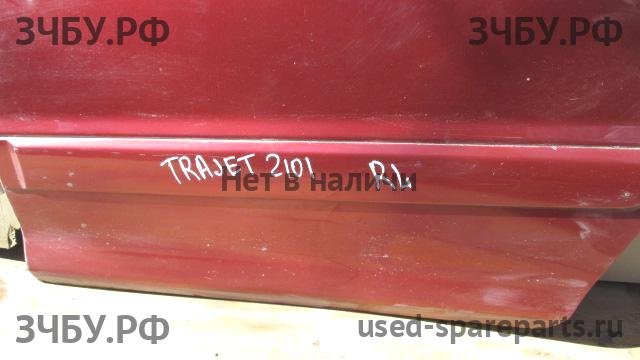 ЗЧБУ.РФ ЗЧБУ.РФ
TRAJET 2101 RL
Нет в наличии
ЗЧБУ.РФ used-spareparts.ru